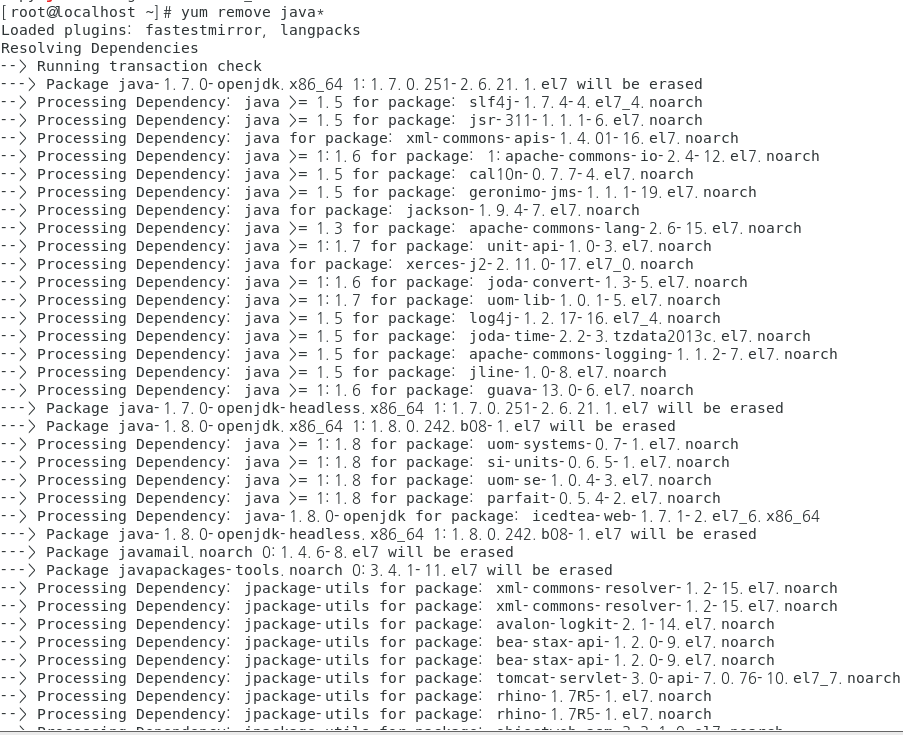 [root@localhost ~]# yum remove java*
Loaded plugins: fastestmirror, langpacks
Resolving Dependencies
--> Running transaction check
---> Package java-1.7.0-openjdk.x86_64 1:1.7.0.251-2.6.21.1.el7 will be erased
--> Processing Dependency: java >= 1.5 for package: slf4j-1.7.4-4.el7_4.noarch
--> Processing Dependency: java >= 1.5 for package: jsr-311-1.1.1-6.el7.noarch
--> Processing Dependency: java for package: xml-commons-apis-1.4.01-16.el7.noarch
--> Processing Dependency: java >= 1:1.6 for package: 1:apache-commons-io-2.4-12.el7.noarch
--> Processing Dependency: java >= 1.5 for package: cal10n-0.7.7-4.el7.noarch
--> Processing Dependency: java >= 1.5 for package: geronimo-jms-1.1.1-19.el7.noarch
--> Processing Dependency: java for package: jackson-1.9.4-7.el7.noarch
--> Processing Dependency: java >= 1.3 for package: apache-commons-lang-2.6-15.el7.noarch
--> Processing Dependency: java >= 1:1.7 for package: unit-api-1.0-3.el7.noarch
--> Processing Dependency: java for package: xerces-j2-2.11.0-17.el7_0.noarch
--> Processing Dependency: java >= 1:1.6 for package: joda-convert-1.3-5.el7.noarch
--> Processing Dependency: java >= 1:1.7 for package: uom-lib-1.0.1-5.el7.noarch
--> Processing Dependency: java >= 1.5 for package: log4j-1.2.17-16.el7_4.noarch
--> Processing Dependency: java >= 1.5 for package: joda-time-2.2-3.tzdata2013c.el7.noarch
--> Processing Dependency: java >= 1.5 for package: apache-commons-logging-1.1.2-7.el7.noarch
--> Processing Dependency: java >= 1.5 for package: jline-1.0-8.el7.noarch
--> Processing Dependency: java >= 1:1.6 for package: guava-13.0-6.el7.noarch
---> Package java-1.7.0-openjdk-headless.x86_64 1:1.7.0.251-2.6.21.1.el7 will be erased
---> Package java-1.8.0-openjdk.x86_64 1:1.8.0.242.b08-1.el7 will be erased
--> Processing Dependency: java >= 1:1.8 for package: uom-systems-0.7-1.el7.noarch
--> Processing Dependency: java >= 1:1.8 for package: si-units-0.6.5-1.el7.noarch
--> Processing Dependency: java >= 1:1.8 for package: uom-se-1.0.4-3.el7.noarch
--> Processing Dependency: java >= 1:1.8 for package: parfait-0.5.4-2.el7.noarch
--> Processing Dependency: java-1.8.0-openjdk for package: icedtea-web-1.7.1-2.el7_6.x86_64
---> Package java-1.8.0-openjdk-headless.x86_64 1:1.8.0.242.b08-1.el7 will be erased
---> Package javamail.noarch 0:1.4.6-8.el7 will be erased
---> Package javapackages-tools.noarch 0:3.4.1-11.el7 will be erased
--> Processing Dependency: jpackage-utils for package: xml-commons-resolver-1.2-15.el7.noarch
--> Processing Dependency: jpackage-utils for package: xml-commons-resolver-1.2-15.el7.noarch
--> Processing Dependency: jpackage-utils for package: avalon-logkit-2.1-14.el7.noarch
--> Processing Dependency: jpackage-utils for package: bea-stax-api-1.2.0-9.el7.noarch
--> Processing Dependency: jpackage-utils for package: bea-stax-api-1.2.0-9.el7.noarch
--> Processing Dependency: jpackage-utils for package: tomcat-servlet-3.0-api-7.0.76-10.el7_7.noarch
--> Processing Dependency: jpackage-utils for package: rhino-1.7R5-1.el7.noarch
--> Processing Dependency: jpackage-utils for package: rhino-1.7R5-1.el7.noarch